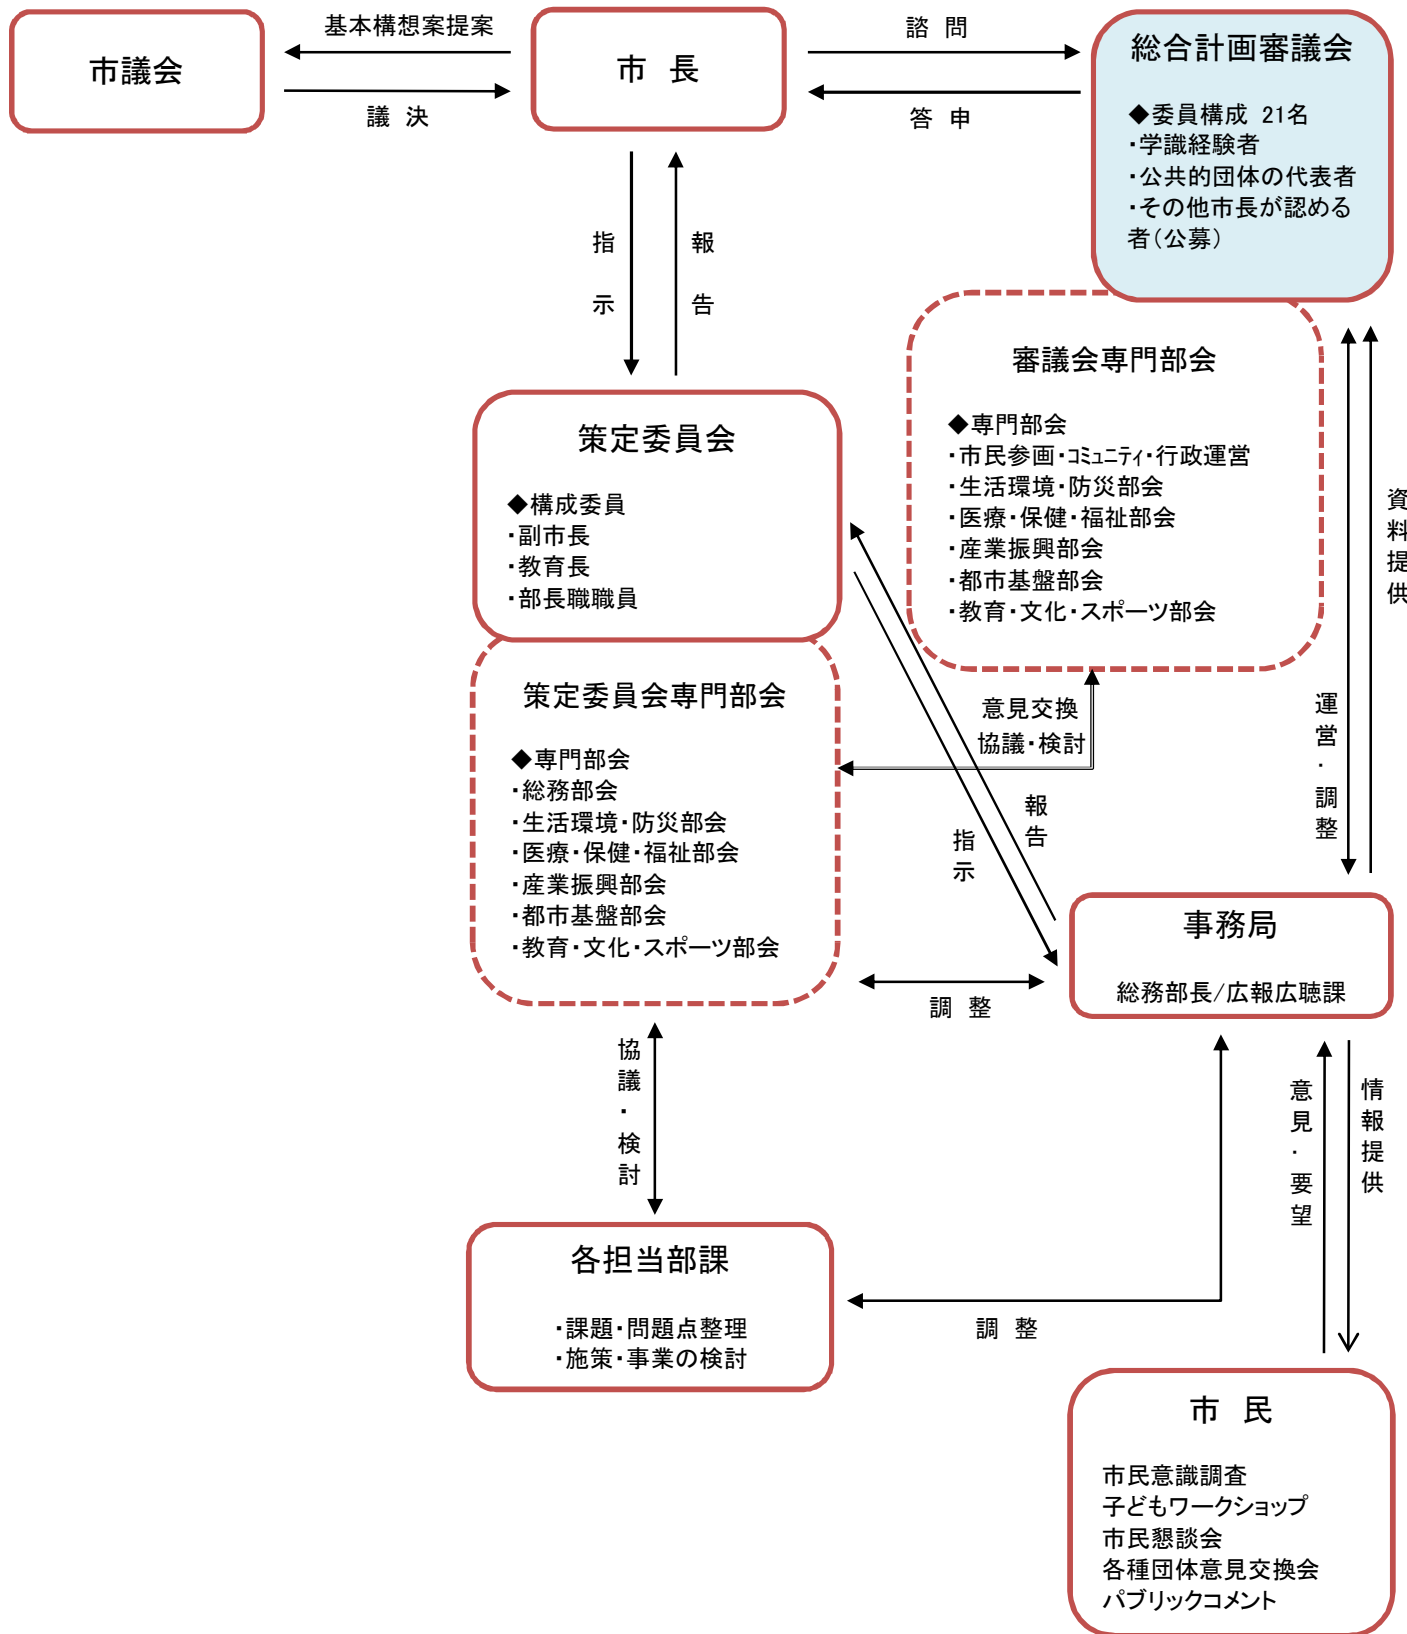 市議会
基本構想案提案
議 決
市 長
諮 問
答 申
総合計画審議会
◆委員構成 21名
・学識経験者
・公共的団体の代表者
・その他市長が認める
者（公募）
指示
報告
審議会専門部会
◆専門部会
・市民参画・コミュニティ・行政運営
・生活環境・防災部会
・医療・保健・福祉部会
・産業振興部会
・都市基盤部会
・教育・文化・スポーツ部会
策定委員会
◆構成委員
・副市長
・教育長
・部長職職員
資料提供
運営・調整
策定委員会専門部会
◆専門部会
・総務部会
・生活環境・防災部会
・医療・保健・福祉部会
・産業振興部会
・都市基盤部会
・教育・文化・スポーツ部会
意見交換
協議・検討
報告
指示
事務局
総務部長/広報広聴課
調 整
協議・検討
意見・要望
情報提供
各担当部課
・課題・問題点整理
・施策・事業の検討
調 整
市 民
市民意識調査
子どもワークショップ
市民懇談会
各種団体意見交換会
パブリックコメント